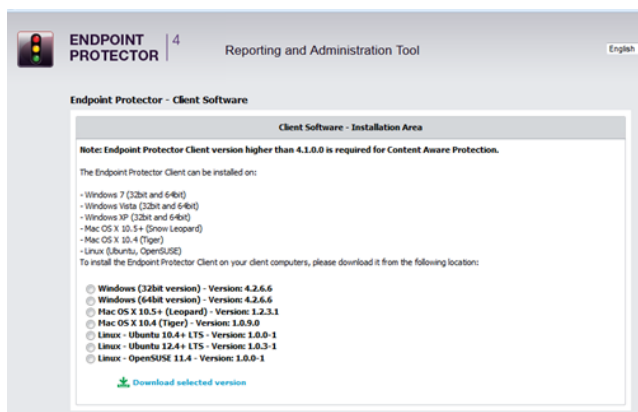 ENDPOINT PROTECTOR | 4
Reporting and Administration Tool
English
Endpoint Protector - Client Software
Client Software - Installation Area
Note: Endpoint Protector Client version higher than 4.1.0.0 is required for Content Aware Protection.
The Endpoint Protector Client can be installed on:
- Windows 7 (32bit and 64bit)
- Windows Vista (32bit and 64bit)
- Windows XP (32bit and 64bit)
- Mac OS X 10.5+ (Snow Leopard)
- Mac OS X 10.4 (Tiger)
- Linux (Ubuntu, OpenSUSE)
To install the Endpoint Protector Client on your client computers, please download it from the following location:
Windows (32bit version) - Version: 4.2.6.6
Windows (64bit version) - Version: 4.2.6.6
Mac OS X 10.5+ (Leopard) - Version: 1.2.3.1
Mac OS X 10.4 (Tiger) - Version: 1.0.9.0
Linux - Ubuntu 10.4+ LTS - Version: 1.0.0-1
Linux - Ubuntu 12.4+ LTS - Version: 1.0.3-1
Linux - OpenSUSE 11.4 - Version: 1.0.0-1
Download selected version